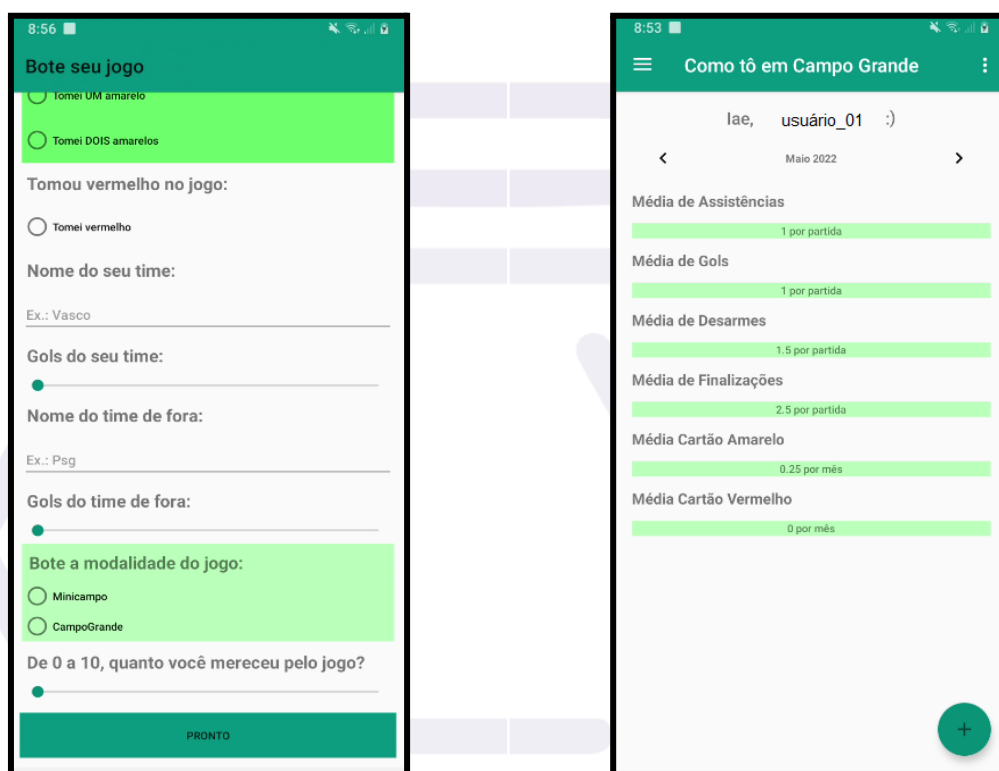 8:56
Bote seu jogo
Tomei UM amarelo
Tomei DOIS amarelos
Tomou vermelho no jogo:
Tomei vermelho
Nome do seu time:
Ex.: Vasco
Gols do seu time:
Nome do time de fora:
Ex.: Psg
Gols do time de fora:
Bote a modalidade do jogo:
Minicampo
CampoGrande
De 0 a 10, quanto você mereceu pelo jogo?
PRONTO
8:53
Como tô em Campo Grande
Iae, usuário_01 :)
Maio 2022
Média de Assistências
1 por partida
Média de Gols
1 por partida
Média de Desarmes
1.5 por partida
Média de Finalizações
2.5 por partida
Média Cartão Amarelo
0.25 por mês
Média Cartão Vermelho
0 por mês
+